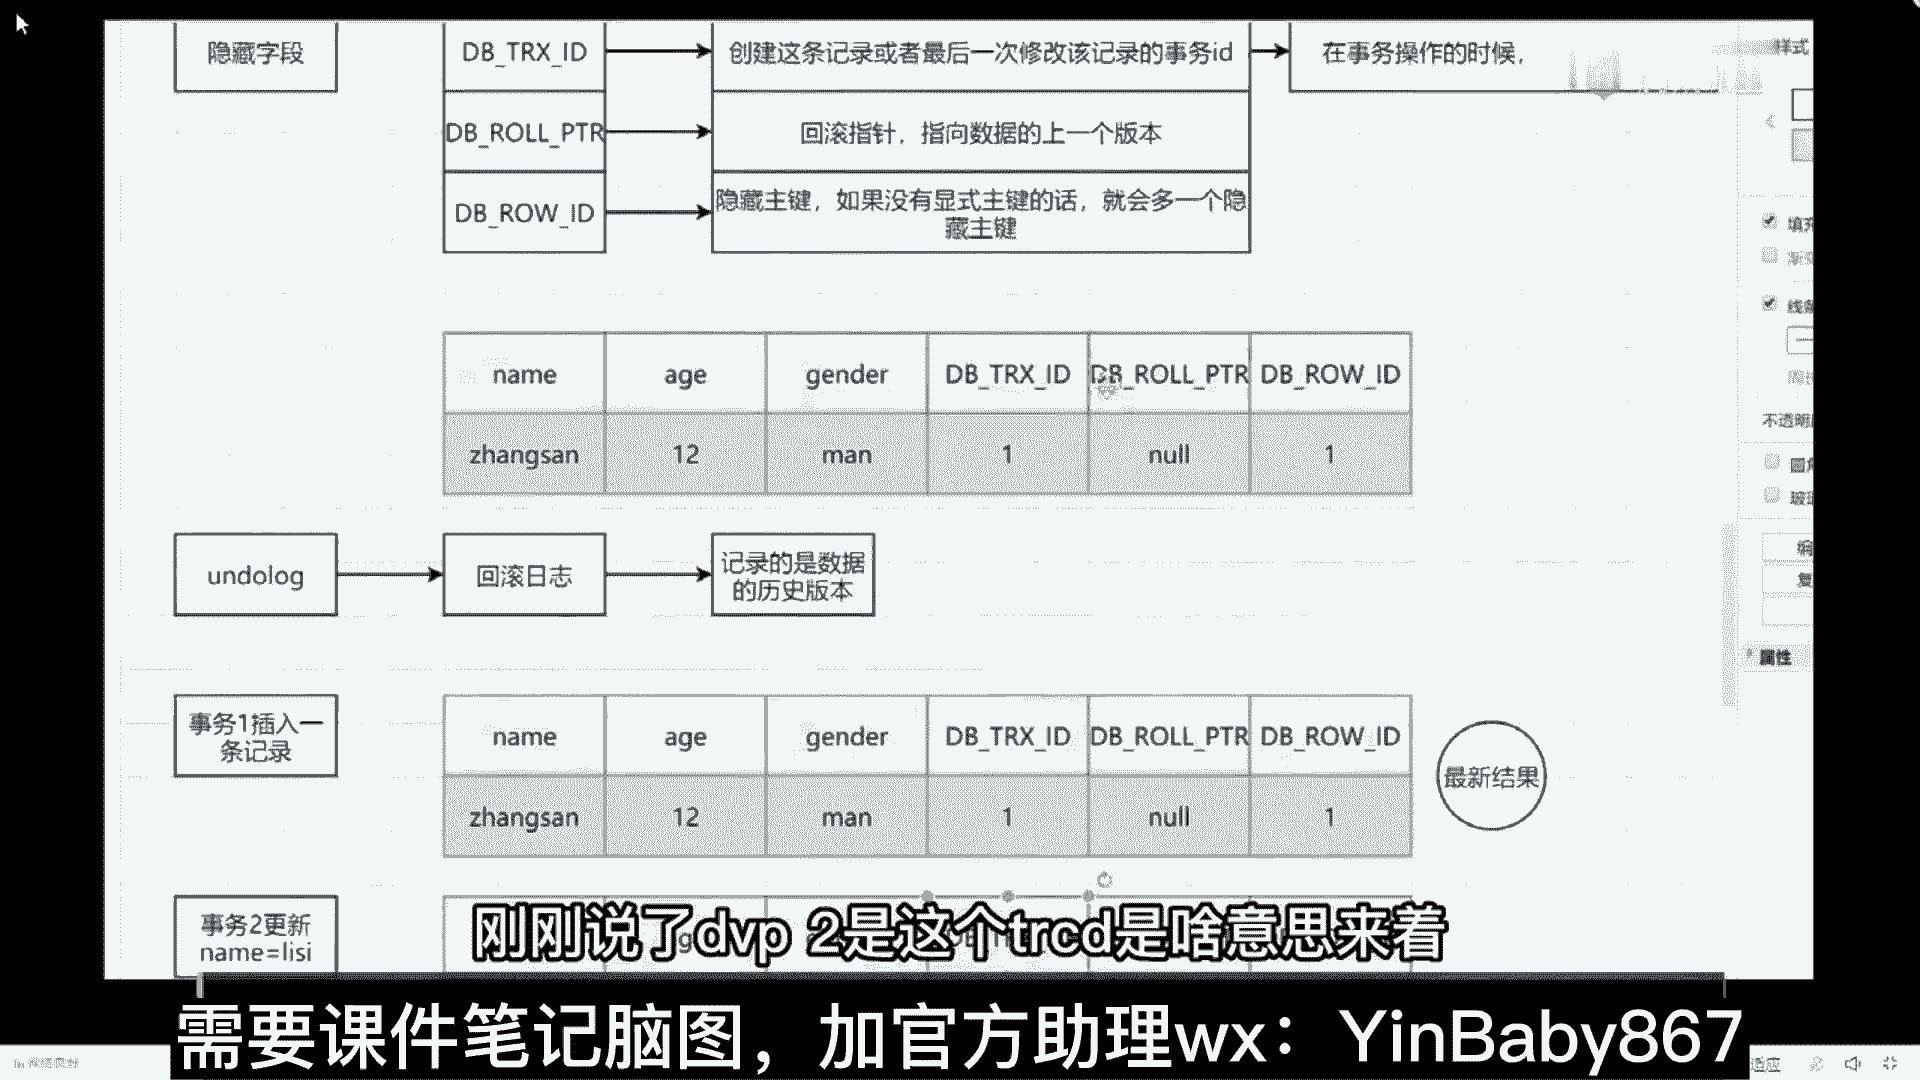 隐藏字段
DB_TRX_ID
创建这条记录或者最后一次修改该记录的事务id
在事务操作的时候，
样式
DB_ROLL_PTR
回滚指针，指向数据的上一个版本
DB_ROW_ID
隐藏主键，如果没有显式主键的话，就会多一个隐
藏主键
填充
线条
name age gender DB_TRX_ID DB_ROLL_PTR DB_ROW_ID
zhangsan 12 man 1 null 1
不透明
undolog
回滚日志
记录的是数据
的历史版本
属性
事务1插入一
条记录
name age gender DB_TRX_ID DB_ROLL_PTR DB_ROW_ID
zhangsan 12 man 1 null 1
最新结果
事务2更新
name=lisi
刚刚说了dvp 2是这个trcd是啥意思来着
需要课件笔记脑图，加官方助理wx：YinBaby867
适应